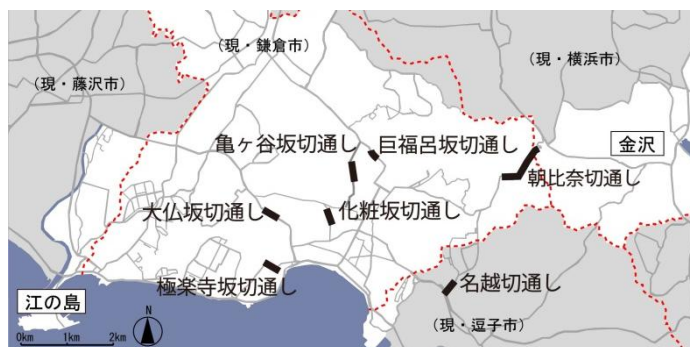 (現・鎌倉市)
(現・横浜市)
(現・藤沢市)
亀ヶ谷坂切通し
巨福呂坂切通し
金沢
朝比奈切通し
大仏坂切通し
化粧坂切通し
極楽寺坂切通し
名越切通し
江の島
(現・逗子市)
N
0km 1km 2km